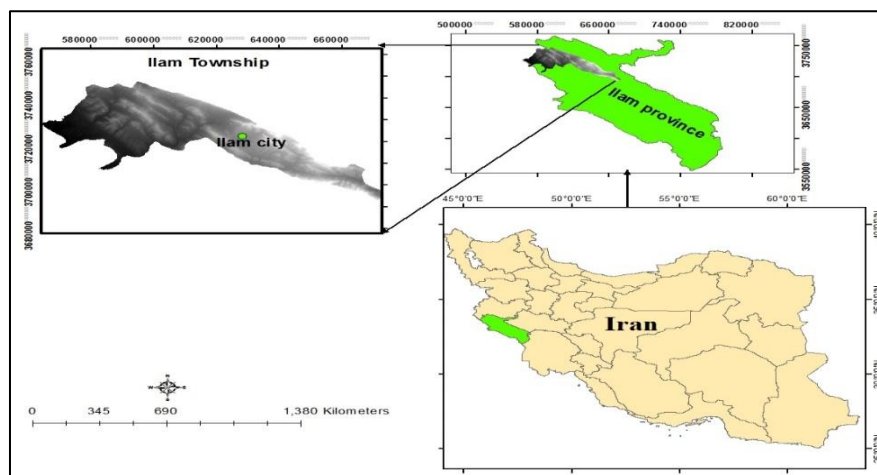 580000 600000 620000 640000 660000
3760000
3740000
3720000
3700000
3680000
Ilam Township
Ilam city
500000 580000 660000 740000 820000
3750000
3650000
3550000
Ilam province
45°0'0"E 50°0'0"E 55°0'0"E 60°0'0"E
Iran
N
W E
S
0 345 690 1,380 Kilometers